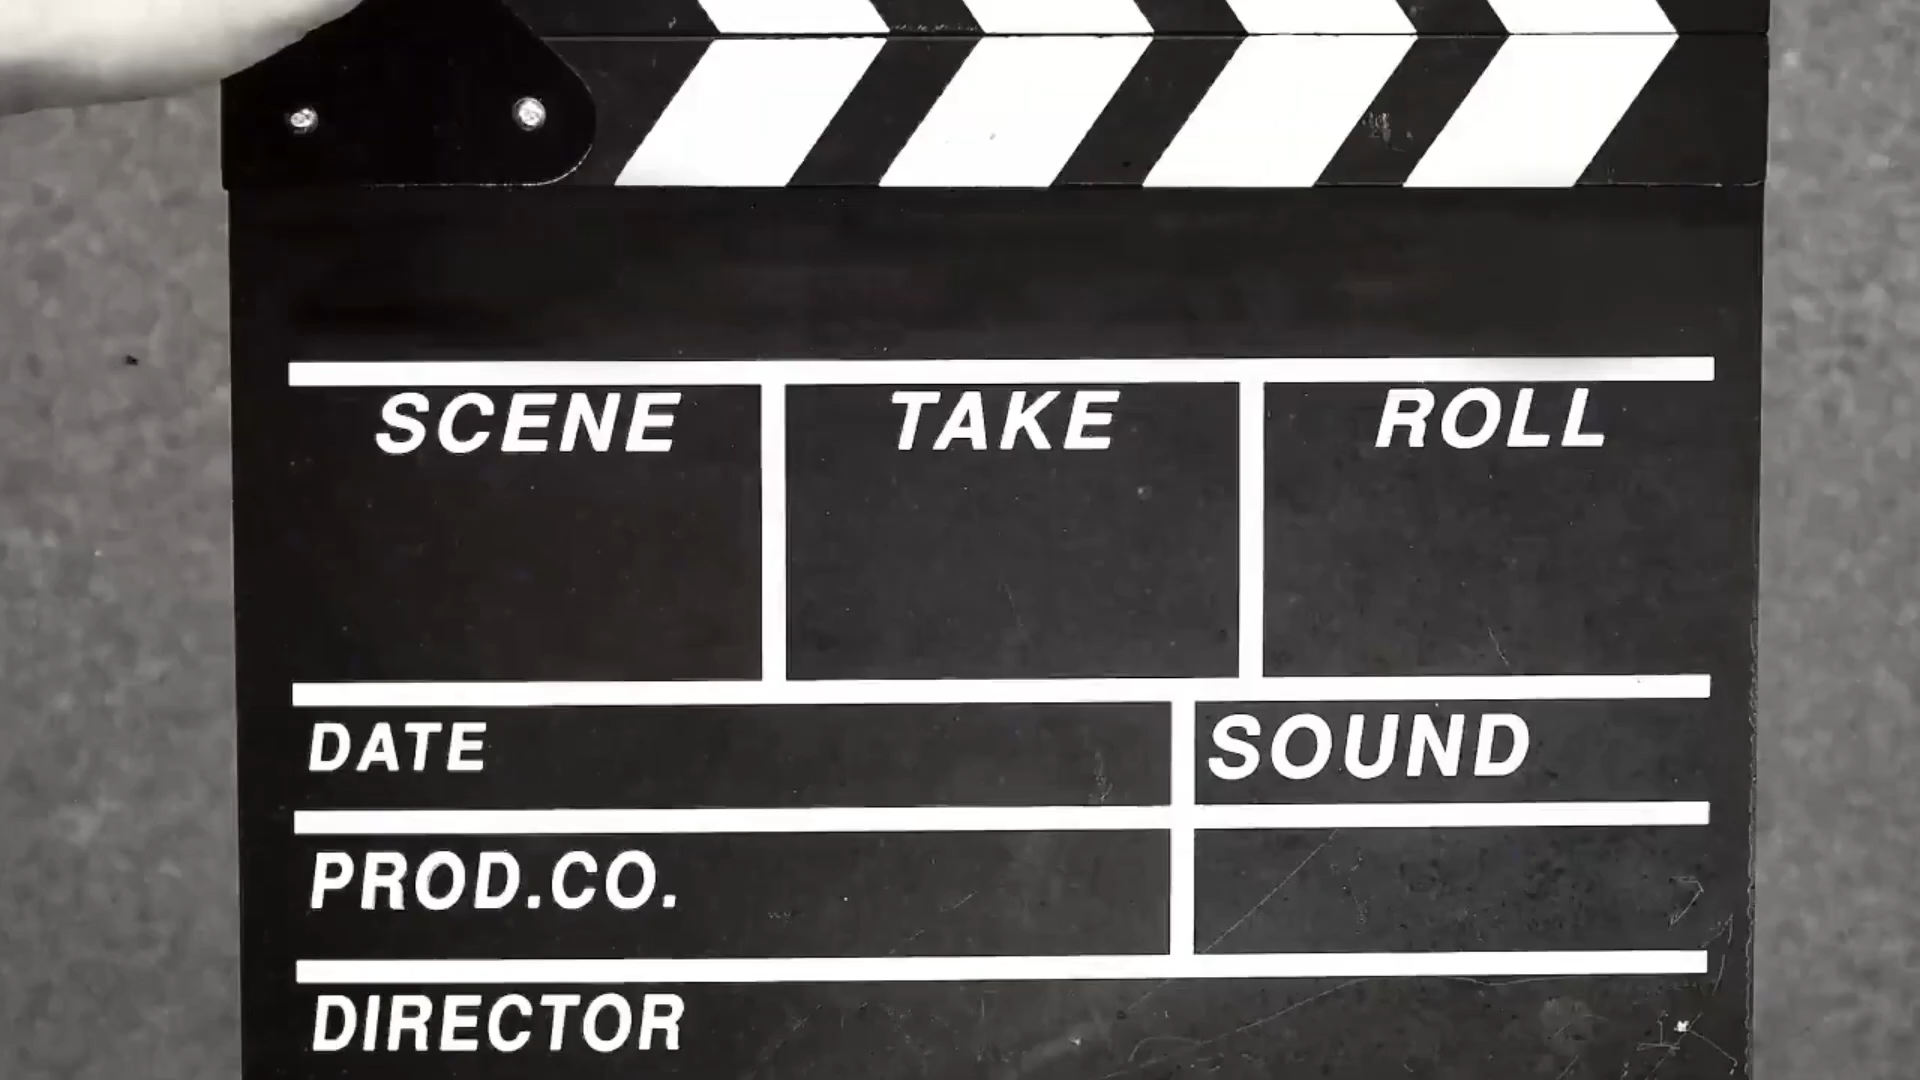 SCENE TAKE ROLL
DATE SOUND
PROD.CO.
DIRECTOR